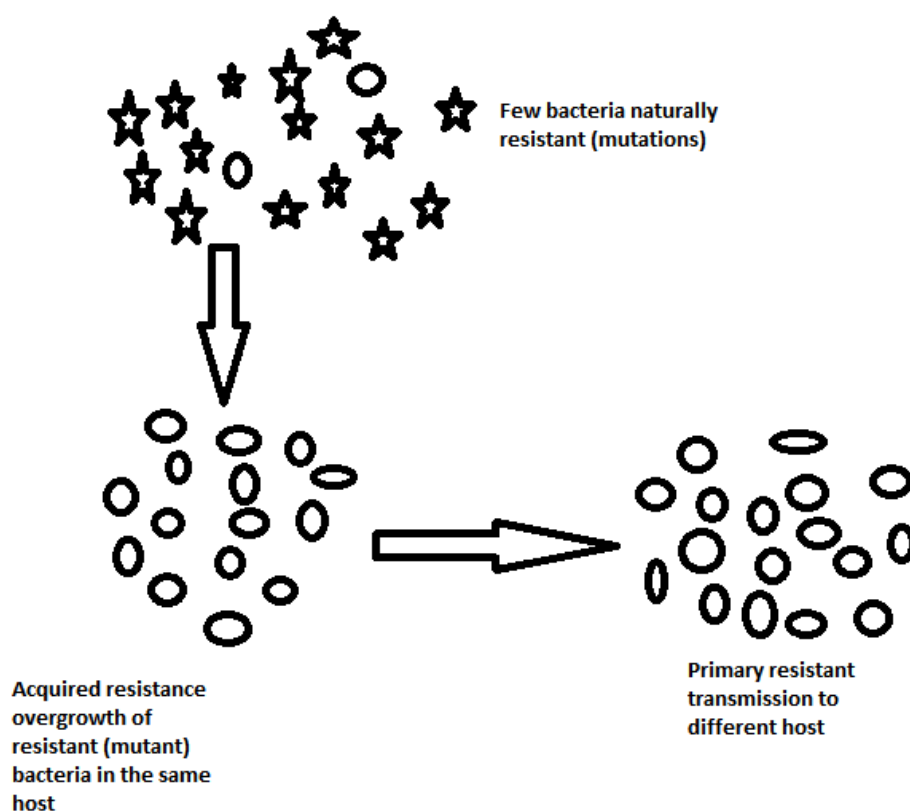 Few bacteria naturally
resistant (mutations)
Acquired resistance
overgrowth of
resistant (mutant)
bacteria in the same
host
Primary resistant
transmission to
different host